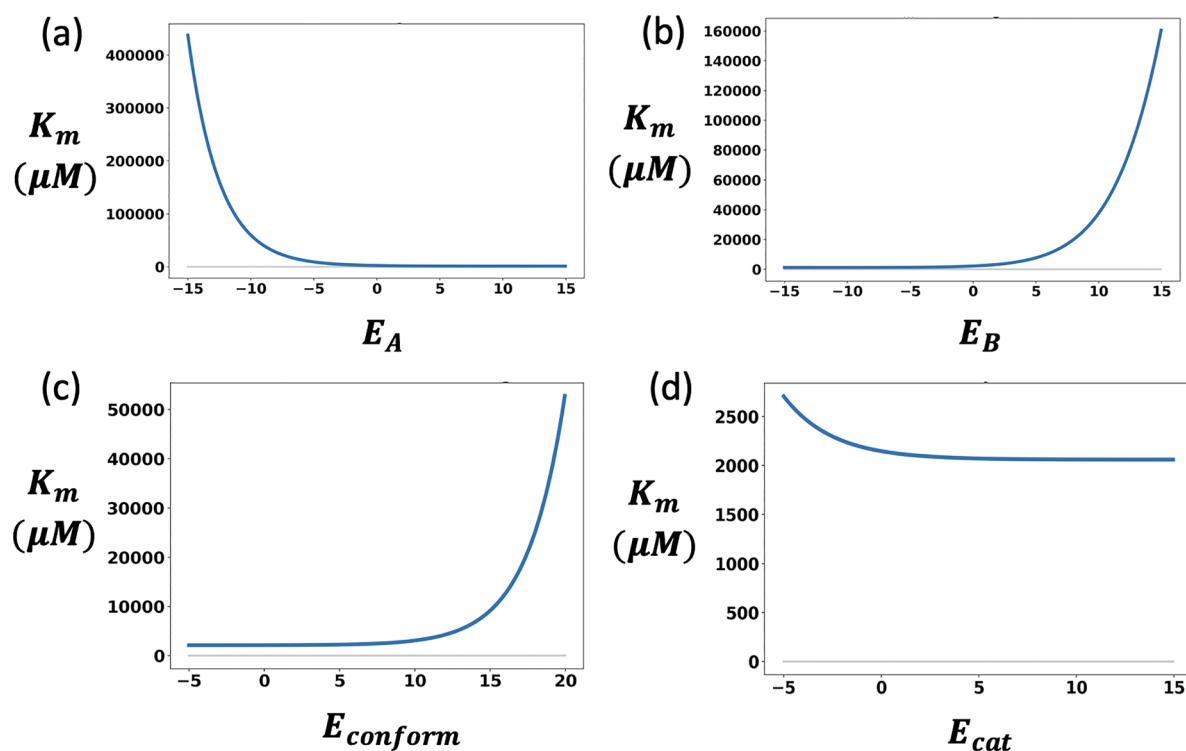 (a)
400000
300000
200000
100000
0
K_m
(μM)
−15 −10 −5 0 5 10 15
E_A
(b)
160000
140000
120000
100000
80000
60000
40000
20000
0
K_m
(μM)
−15 −10 −5 0 5 10 15
E_B
(c)
50000
40000
30000
20000
10000
0
K_m
(μM)
−5 0 5 10 15 20
E_conform
(d)
2500
2000
1500
1000
500
0
K_m
(μM)
−5 0 5 10 15
E_cat